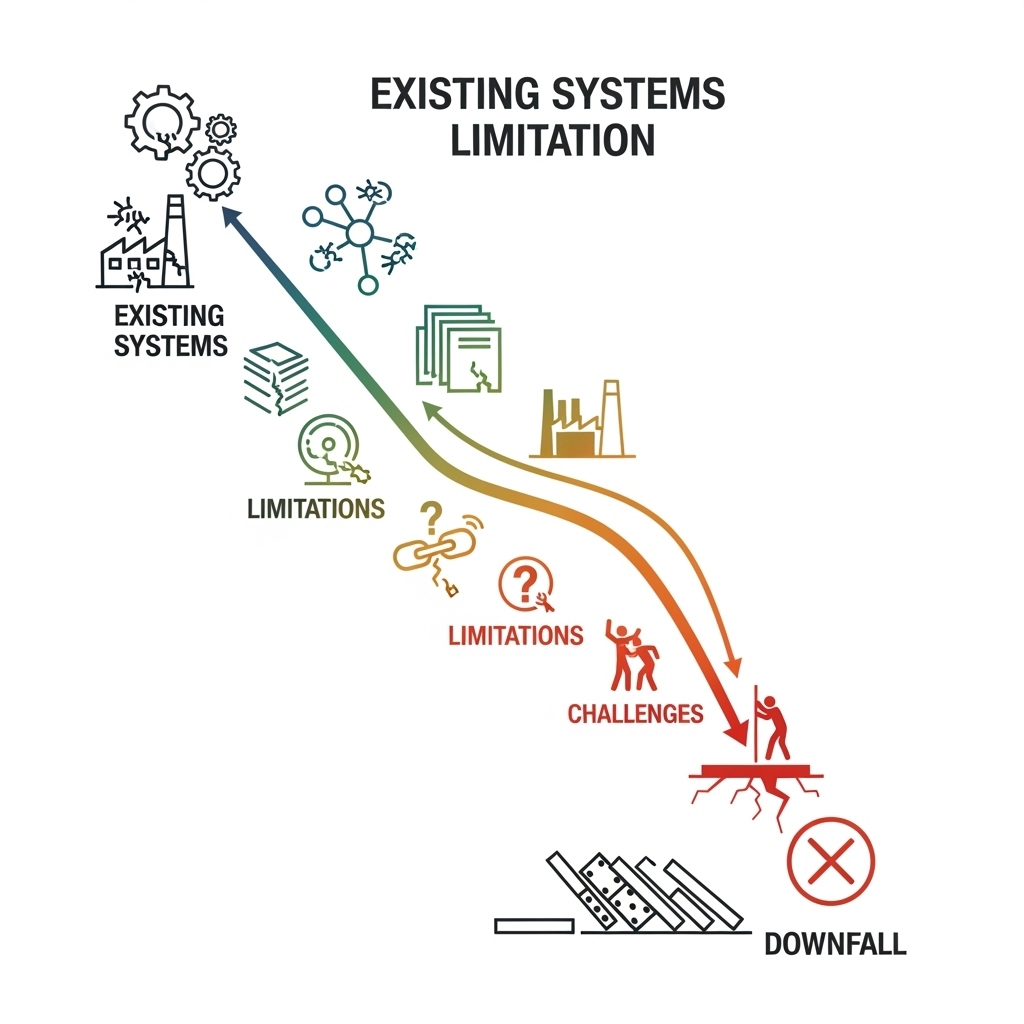 EXISTING SYSTEMS
LIMITATION
EXISTING
SYSTEMS
LIMITATIONS
?
?
LIMITATIONS
CHALLENGES
DOWNFALL